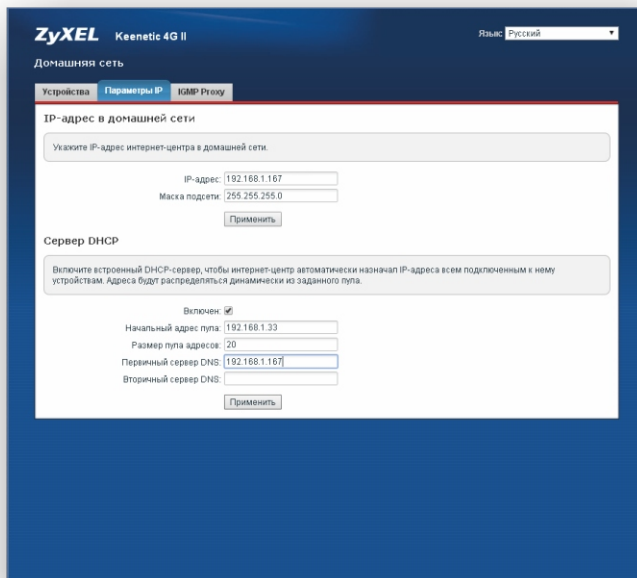 ZyXEL Keenetic 4G II
Язык: Русский
Домашняя сеть
Устройства Параметры IP IGMP Proxy
IP-адрес в домашней сети
Укажите IP-адрес интернет-центра в домашней сети.
IP-адрес: 192.168.1.167
Маска подсети: 255.255.255.0
Применить
Сервер DHCP
Включите встроенный DHCP-сервер, чтобы интернет-центр автоматически назначал IP-адреса всем подключенным к нему
устройствам. Адреса будут распределяться динамически из заданного пула.
Включен:
Начальный адрес пула: 192.168.1.33
Размер пула адресов: 20
Первичный сервер DNS: 192.168.1.167
Вторичный сервер DNS:
Применить